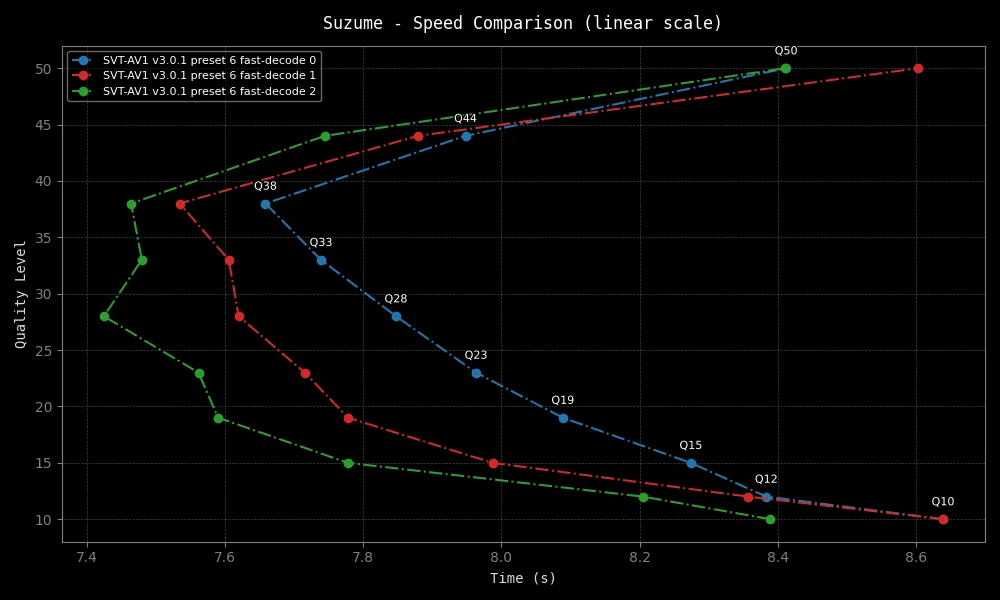 Suzume - Speed Comparison (linear scale)
SVT-AV1 v3.0.1 preset 6 fast-decode 0
SVT-AV1 v3.0.1 preset 6 fast-decode 1
SVT-AV1 v3.0.1 preset 6 fast-decode 2
Q50
Q44
Q38
Q33
Q28
Q23
Q19
Q15
Q12
Q10
Quality Level
50
45
40
35
30
25
20
15
10
7.4 7.6 7.8 8.0 8.2 8.4 8.6
Time (s)